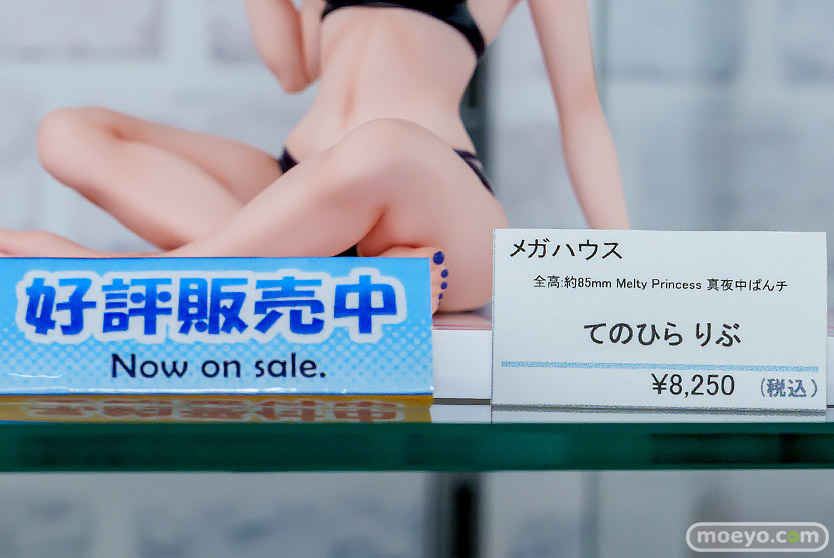 メガハウス
全高:約85mm Melty Princess 真夜中ぱんチ
てのひら りぶ
¥8,250 (税込)
好評販売中
Now on sale.
moeyo.com